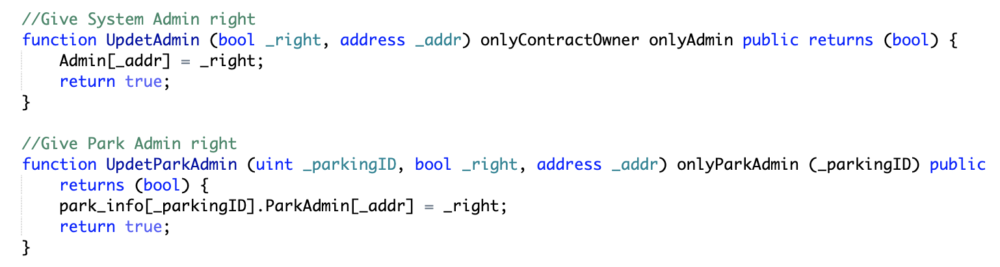 //Give System Admin right
function UpdetAdmin (bool _right, address _addr) onlyContractOwner onlyAdmin public returns (bool) {
    Admin[_addr] = _right;
    return true;
}
//Give Park Admin right
function UpdetParkAdmin (uint _parkingID, bool _right, address _addr) onlyParkAdmin (_parkingID) public
    returns (bool) {
    park_info[_parkingID].ParkAdmin[_addr] = _right;
    return true;
}